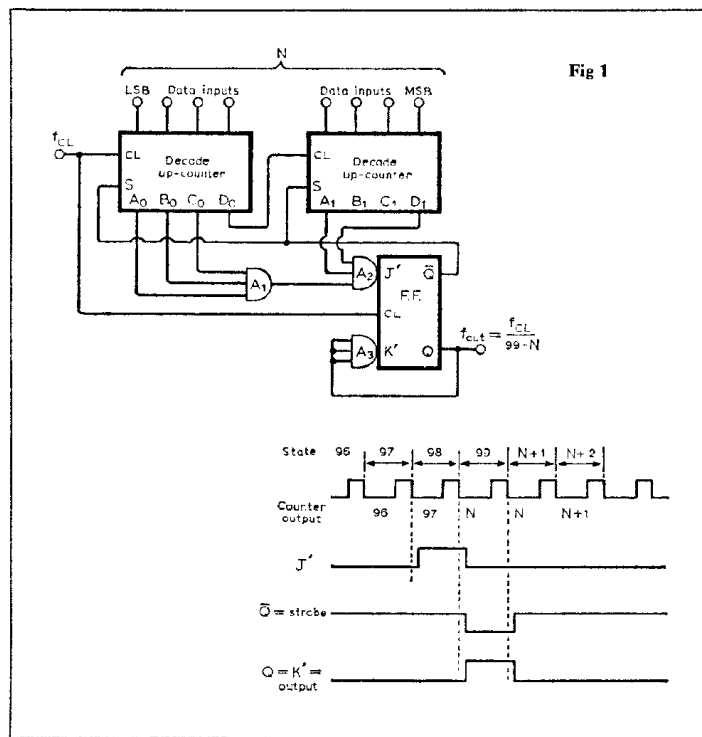 N
Fig 1
LSB Data inputs
Data inputs MSB
f_CL
CL
Decade
up-counter
S
A₀ B₀ C₀ D₀
CL
Decade
up-counter
S
A₁ B₁ C₁ D₁
A₁
A₂
J' Q̅
F.F.
CL
A₃
K' Q
f_out = f_CL / 99-N
State 96 97 98 99 N+1 N+2
Counter
output
96 97 N N N+1
J'
Q̅ = strobe
Q = K' =
output